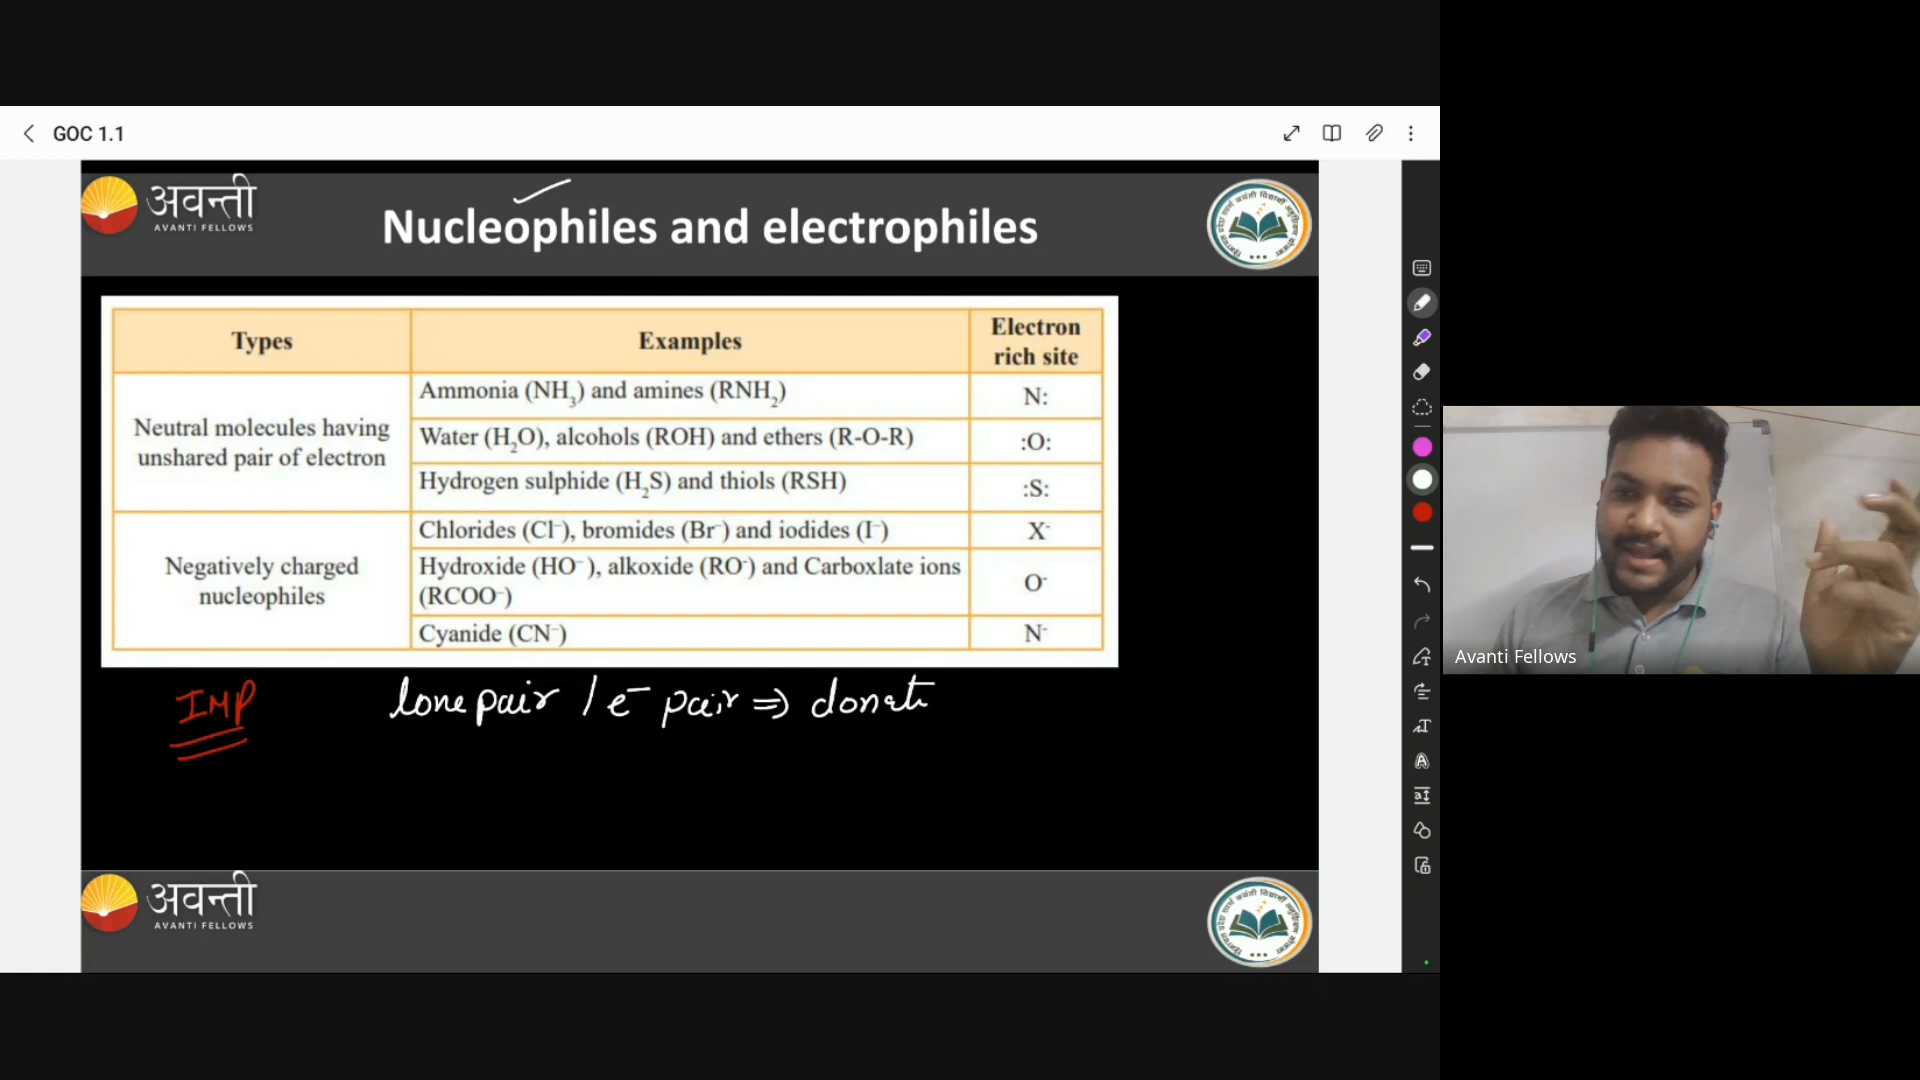 GOC 1.1
अवन्ती
AVANTI FELLOWS
Nucleophiles and electrophiles
Types Examples Electron rich site
Neutral molecules having unshared pair of electron
Ammonia (NH₃) and amines (RNH₂) N:
Water (H₂O), alcohols (ROH) and ethers (R-O-R) :O:
Hydrogen sulphide (H₂S) and thiols (RSH) :S:
Negatively charged nucleophiles
Chlorides (Cl⁻), bromides (Br⁻) and iodides (I⁻) X⁻
Hydroxide (HO⁻), alkoxide (RO⁻) and Carboxlate ions
(RCOO⁻) O⁻
Cyanide (CN⁻) N⁻
IMP lone pair / e⁻ pair ⇒ donate
अवन्ती
AVANTI FELLOWS
Avanti Fellows